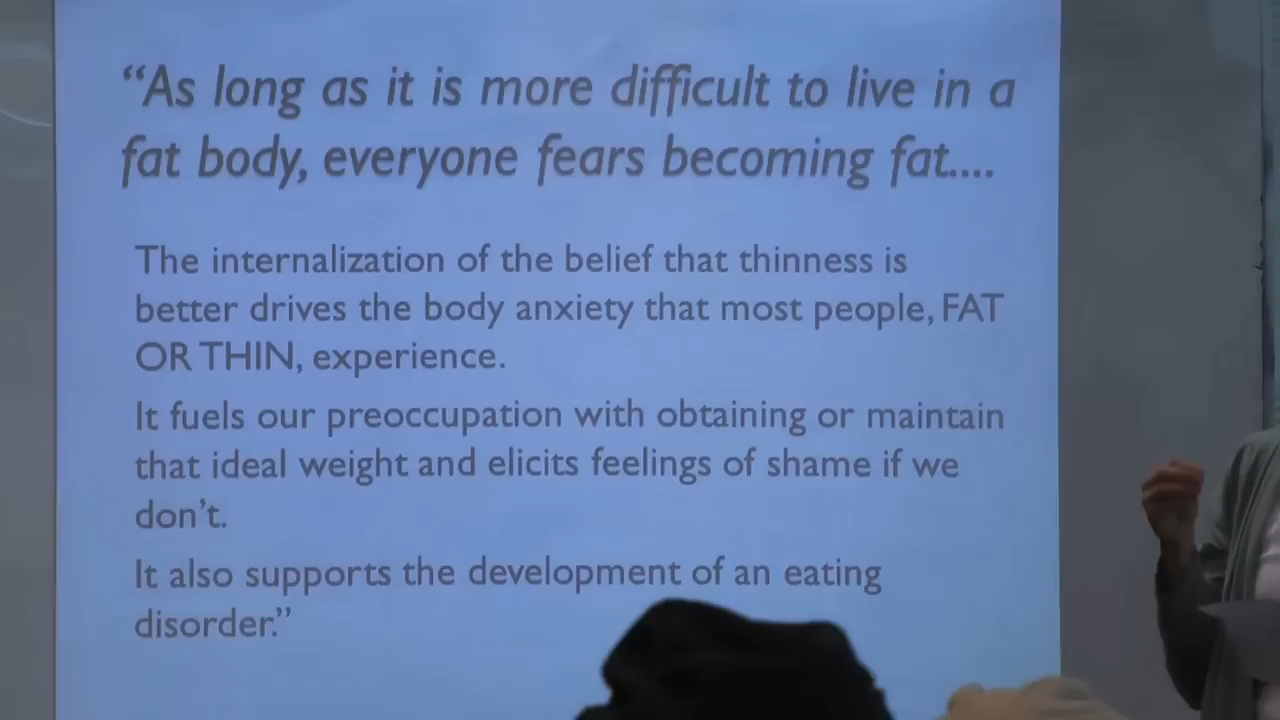 “As long as it is more difficult to live in a
fat body, everyone fears becoming fat....
The internalization of the belief that thinness is
better drives the body anxiety that most people, FAT
OR THIN, experience.
It fuels our preoccupation with obtaining or maintain
that ideal weight and elicits feelings of shame if we
don’t.
It also supports the development of an eating
disorder.”